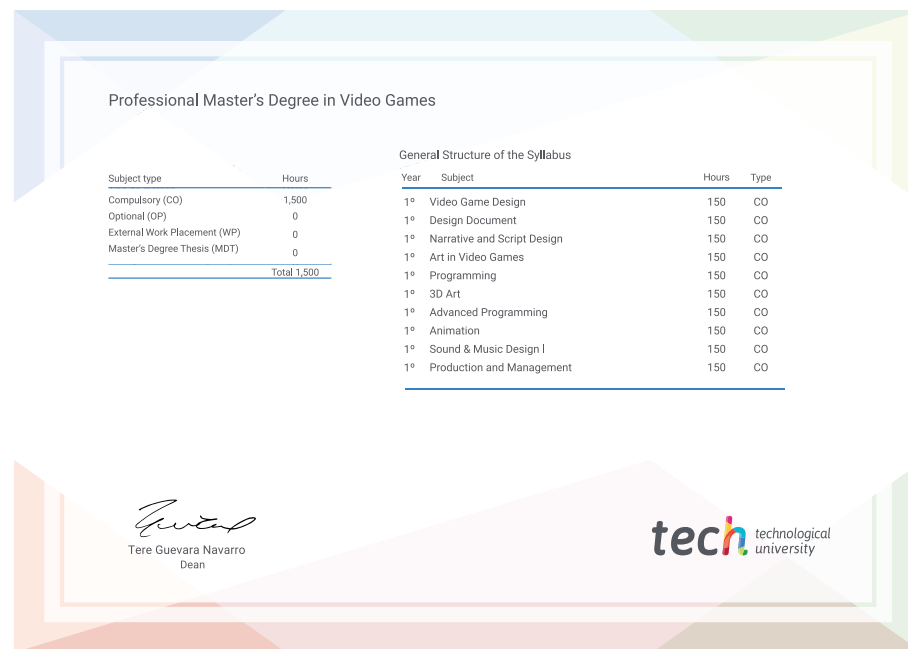 Professional Master's Degree in Video Games
Subject type Hours
Compulsory (CO) 1,500
Optional (OP) 0
External Work Placement (WP) 0
Master's Degree Thesis (MDT) 0
Total 1,500
General Structure of the Syllabus
Year Subject Hours Type
1º Video Game Design 150 CO
1º Design Document 150 CO
1º Narrative and Script Design 150 CO
1º Art in Video Games 150 CO
1º Programming 150 CO
1º 3D Art 150 CO
1º Advanced Programming 150 CO
1º Animation 150 CO
1º Sound & Music Design l 150 CO
1º Production and Management 150 CO
Tere Guevara Navarro
Dean
tech technological
university